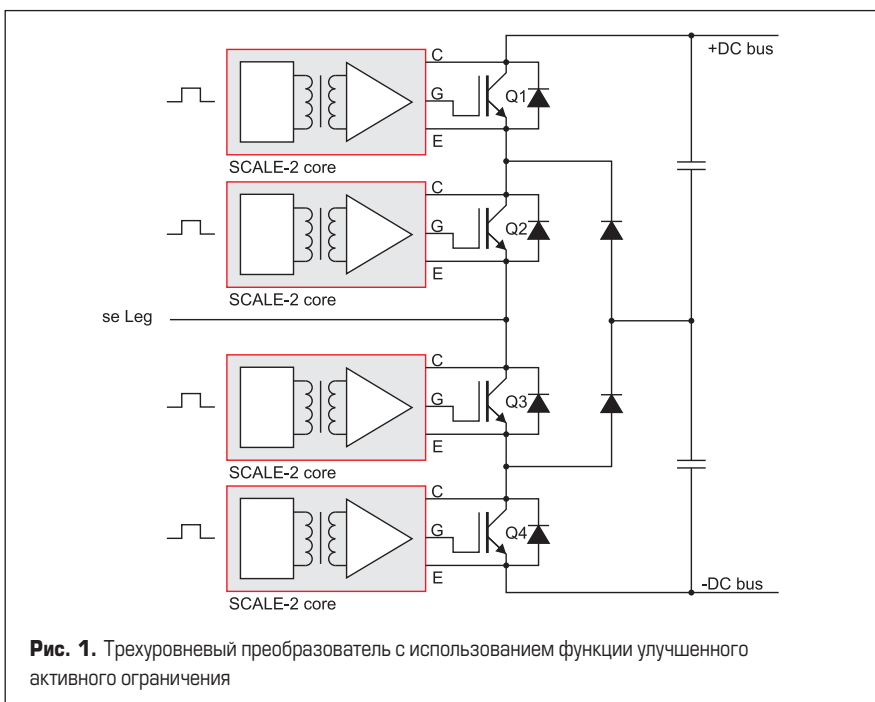 +DC bus
C
G
Q1
E
SCALE-2 core
C
G
Q2
E
SCALE-2 core
se Leg
C
G
Q3
E
SCALE-2 core
C
G
Q4
E
SCALE-2 core
-DC bus
Рис. 1. Трехуровневый преобразователь с использованием функции улучшенного
активного ограничения